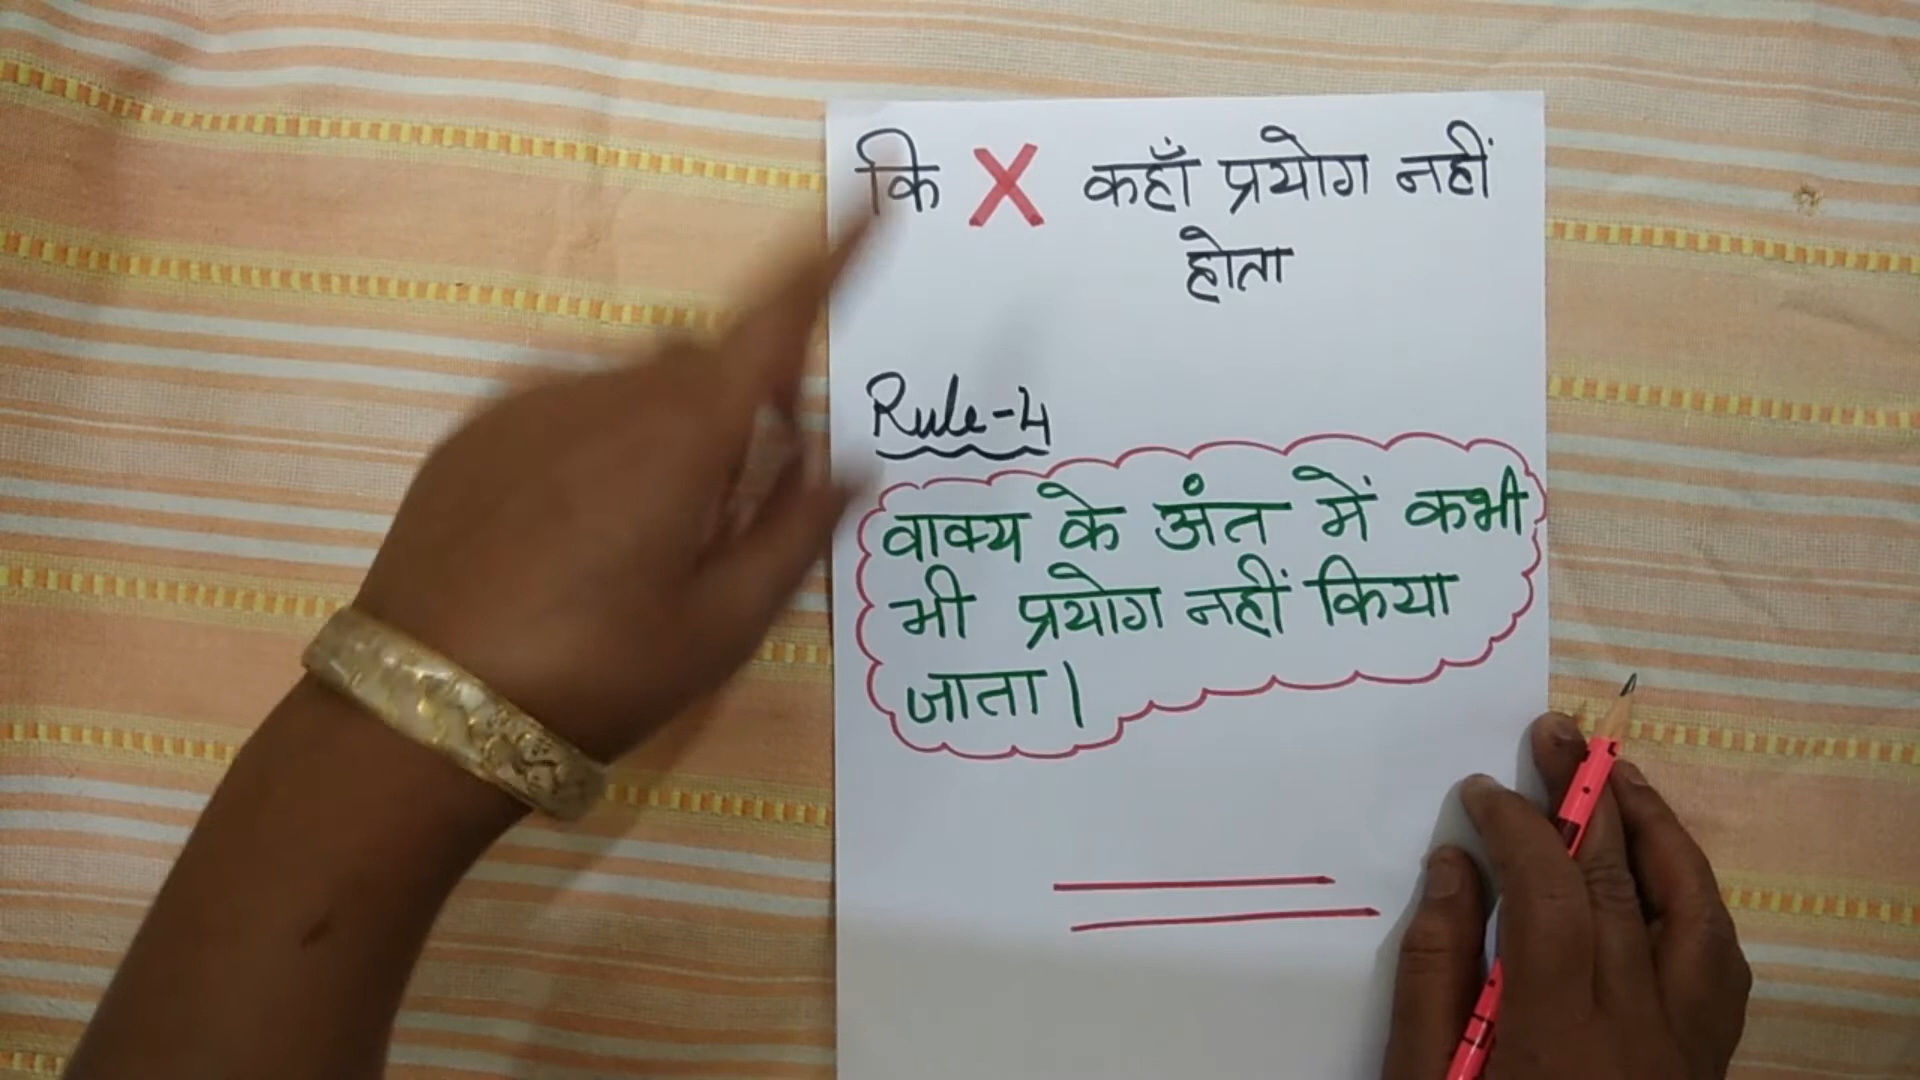 कि X कहाँ प्रयोग नहीं
होता
Rule-4
वाक्य के अंत में कभी
भी प्रयोग नहीं किया
जाता।